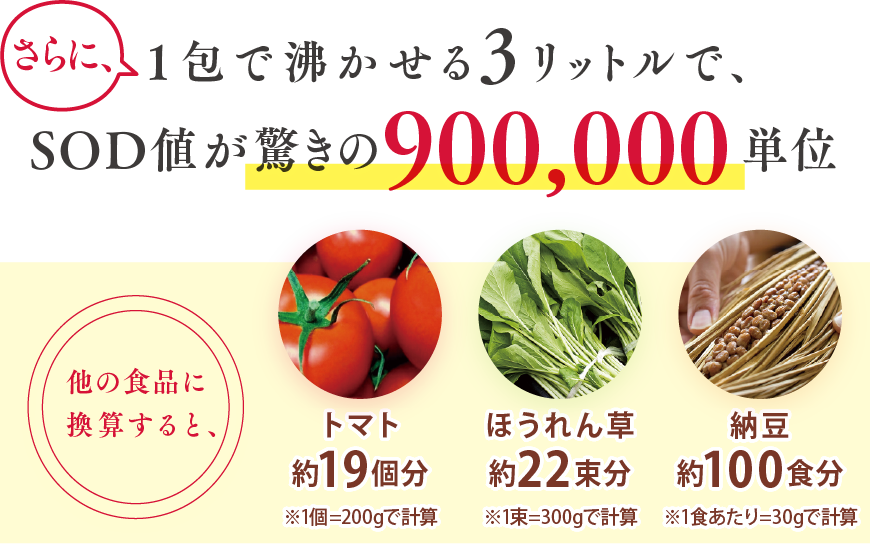 さらに、
1包で沸かせる3リットルで、
SOD値が驚きの900,000単位
他の食品に
換算すると、
トマト
約19個分
※1個=200gで計算
ほうれん草
約22束分
※1束=300gで計算
納豆
約100食分
※1食あたり=30gで計算